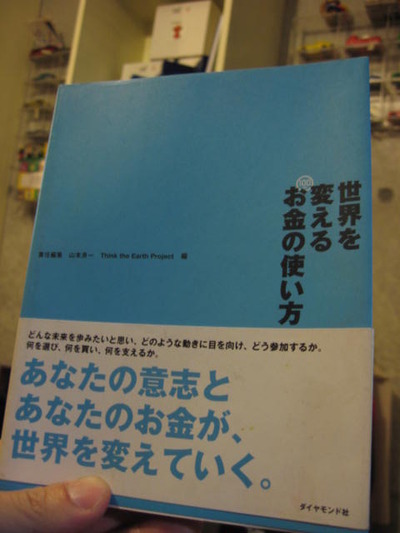 世界を
変える
お金の使い方
100
責任編集 山本良一 Think the Earth Project 編
どんな未来を歩みたいと思い、どのような動きに目を向け、どう参加するか。
何を選び、何を買い、何を支えるか。
あなたの意志と
あなたのお金が、
世界を変えていく。
ダイヤモンド社